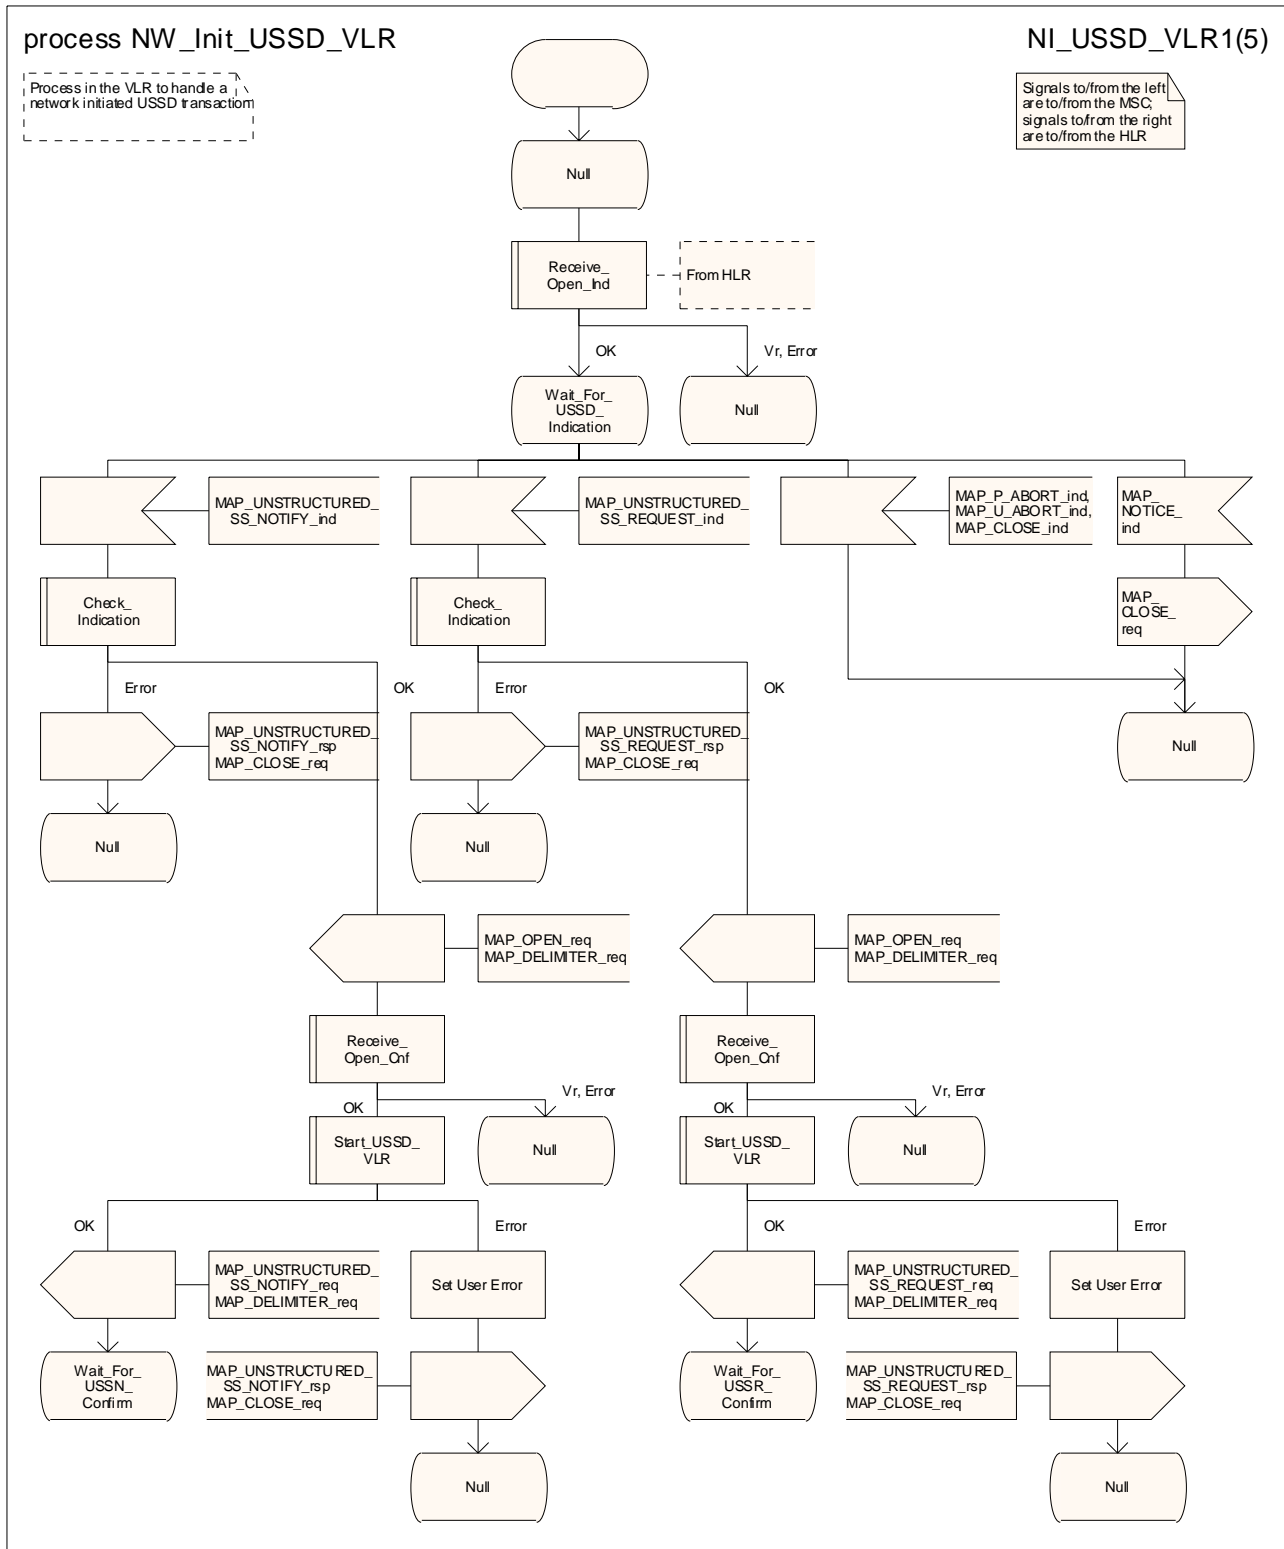 process NW_Init_USSD_VLR
NI_USSD_VLR1(5)
Process in the VLR to handle a
network initiated USSD transaction
Signals to/from the left
are to/from the MSC;
signals to/from the right
are to/from the HLR
Null
Receive_
Open_Ind
From HLR
OK
Vr, Error
Wait_For_
USSD_
Indication
Null
MAP_UNSTRUCTURED_
SS_NOTIFY_ind
MAP_UNSTRUCTURED_
SS_REQUEST_ind
MAP_P_ABORT_ind,
MAP_U_ABORT_ind,
MAP_CLOSE_ind
MAP_
NOTICE_
ind
Check_
Indication
Check_
Indication
MAP_
CLOSE_
req
Error
OK
Error
OK
MAP_UNSTRUCTURED_
SS_NOTIFY_rsp
MAP_CLOSE_req
MAP_UNSTRUCTURED_
SS_REQUEST_rsp
MAP_CLOSE_req
Null
Null
Null
MAP_OPEN_req
MAP_DELIMITER_req
MAP_OPEN_req
MAP_DELIMITER_req
Receive_
Open_Cnf
Receive_
Open_Cnf
OK
Vr, Error
OK
Vr, Error
Start_USSD_
VLR
Null
Start_USSD_
VLR
Null
OK
Error
OK
Error
MAP_UNSTRUCTURED_
SS_NOTIFY_req
MAP_DELIMITER_req
Set User Error
MAP_UNSTRUCTURED_
SS_REQUEST_req
MAP_DELIMITER_req
Set User Error
Wait_For_
USSN_
Confirm
MAP_UNSTRUCTURED_
SS_NOTIFY_rsp
MAP_CLOSE_req
Wait_For_
USSR_
Confirm
MAP_UNSTRUCTURED_
SS_REQUEST_rsp
MAP_CLOSE_req
Null
Null